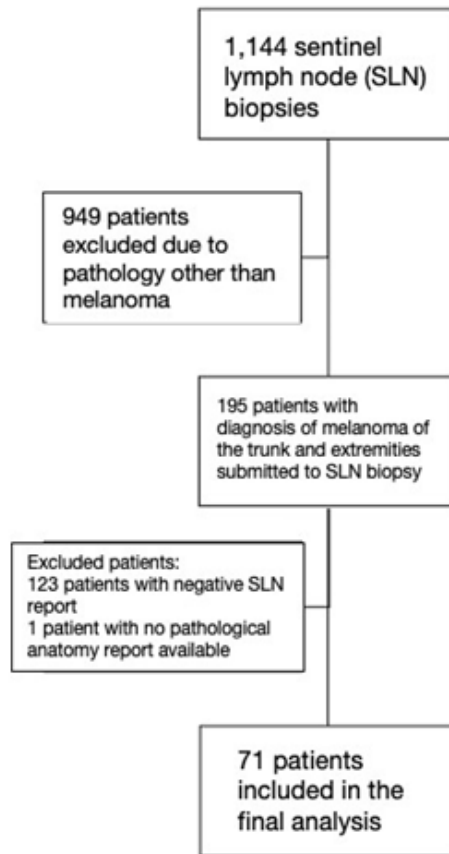 1,144 sentinel
lymph node (SLN)
biopsies
949 patients
excluded due to
pathology other than
melanoma
195 patients with
diagnosis of melanoma of
the trunk and extremities
submitted to SLN biopsy
Excluded patients:
123 patients with negative SLN
report
1 patient with no pathological
anatomy report available
71 patients
included in the
final analysis